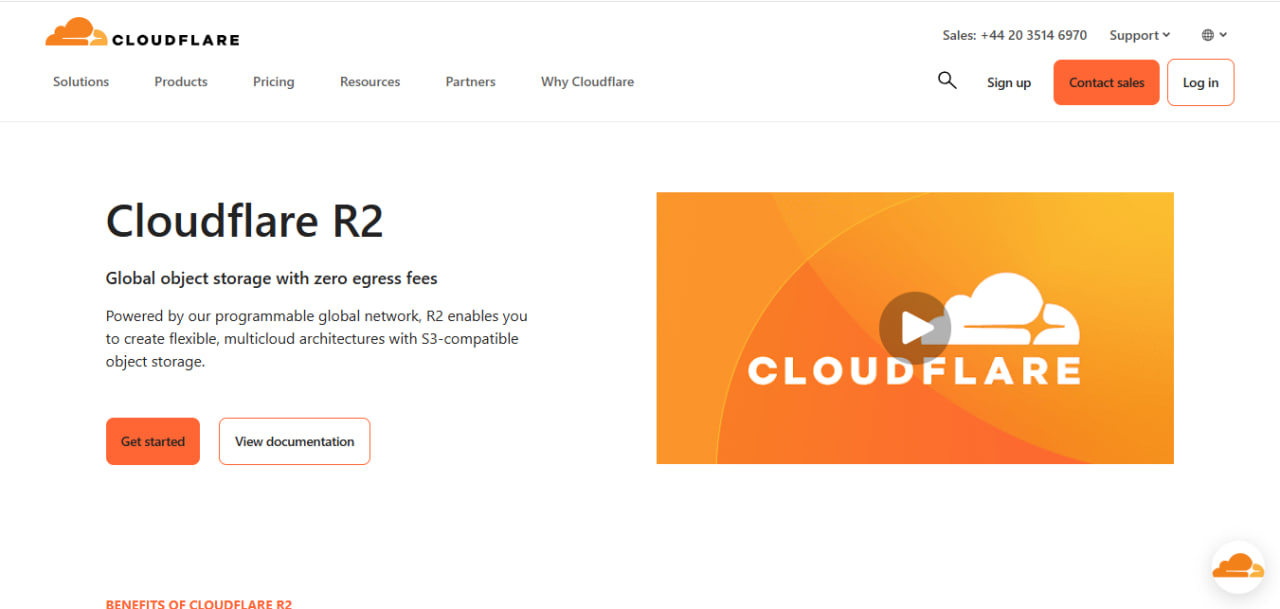 CLOUDFLARE
Sales: +44 20 3514 6970
Support
Solutions
Products
Pricing
Resources
Partners
Why Cloudflare
Sign up
Contact sales
Log in
Cloudflare R2
Global object storage with zero egress fees
Powered by our programmable global network, R2 enables you
to create flexible, multicloud architectures with S3-compatible
object storage.
Get started
View documentation
CLOUDFLARE
BENEFITS OF CLOUDFLARE R2